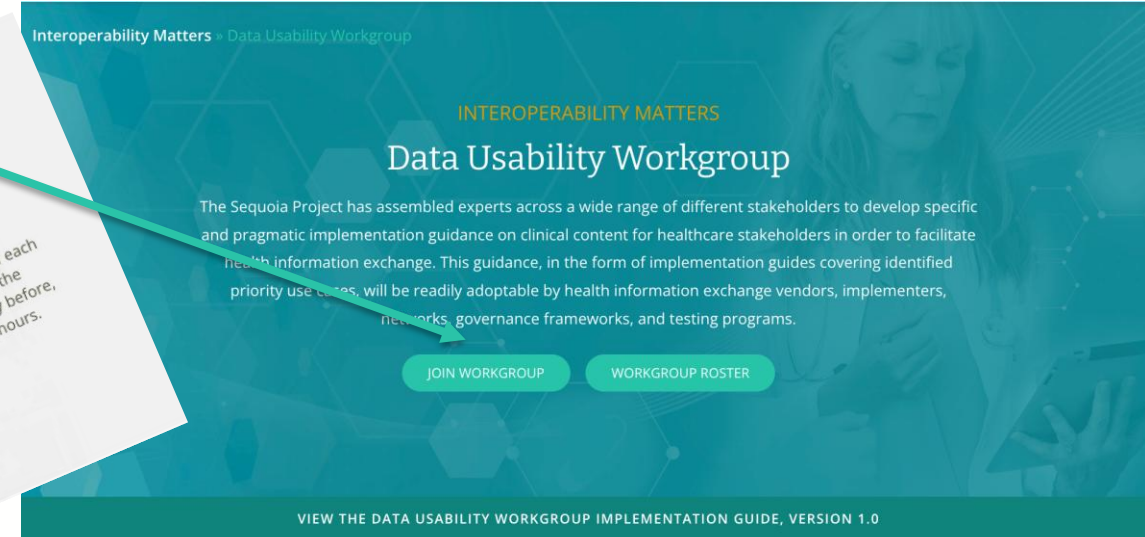 Interoperability Matters » Data Usability Workgroup
INTEROPERABILITY MATTERS
Data Usability Workgroup
The Sequoia Project has assembled experts across a wide range of different stakeholders to develop specific
and pragmatic implementation guidance on clinical content for healthcare stakeholders in order to facilitate
health information exchange. This guidance, in the form of implementation guides covering identified
priority use cases, will be readily adoptable by health information exchange vendors, implementers,
networks, governance frameworks, and testing programs.
JOIN WORKGROUP
WORKGROUP ROSTER
VIEW THE DATA USABILITY WORKGROUP IMPLEMENTATION GUIDE, VERSION 1.0
each
the
before,
hours.